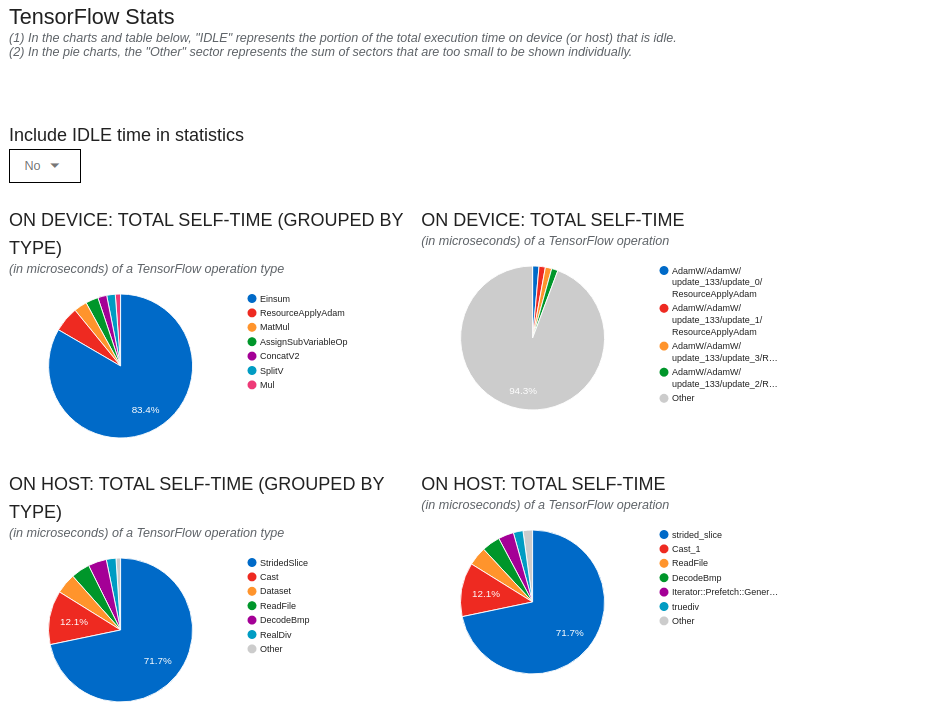 TensorFlow Stats
(1) In the charts and table below, "IDLE" represents the portion of the total execution time on device (or host) that is idle.
(2) In the pie charts, the "Other" sector represents the sum of sectors that are too small to be shown individually.
Include IDLE time in statistics
No
ON DEVICE: TOTAL SELF-TIME (GROUPED BY
TYPE)
(in microseconds) of a TensorFlow operation type
83.4%
Einsum
ResourceApplyAdam
MatMul
AssignSubVariableOp
ConcatV2
SplitV
Mul
ON DEVICE: TOTAL SELF-TIME
(in microseconds) of a TensorFlow operation
94.3%
AdamW/AdamW/
update_133/update_0/
ResourceApplyAdam
AdamW/AdamW/
update_133/update_1/
ResourceApplyAdam
AdamW/AdamW/
update_133/update_3/R…
AdamW/AdamW/
update_133/update_2/R…
Other
ON HOST: TOTAL SELF-TIME (GROUPED BY
TYPE)
(in microseconds) of a TensorFlow operation type
12.1%
71.7%
StridedSlice
Cast
Dataset
ReadFile
DecodeBmp
RealDiv
Other
ON HOST: TOTAL SELF-TIME
(in microseconds) of a TensorFlow operation
12.1%
71.7%
strided_slice
Cast_1
ReadFile
DecodeBmp
Iterator::Prefetch::Gener…
truediv
Other